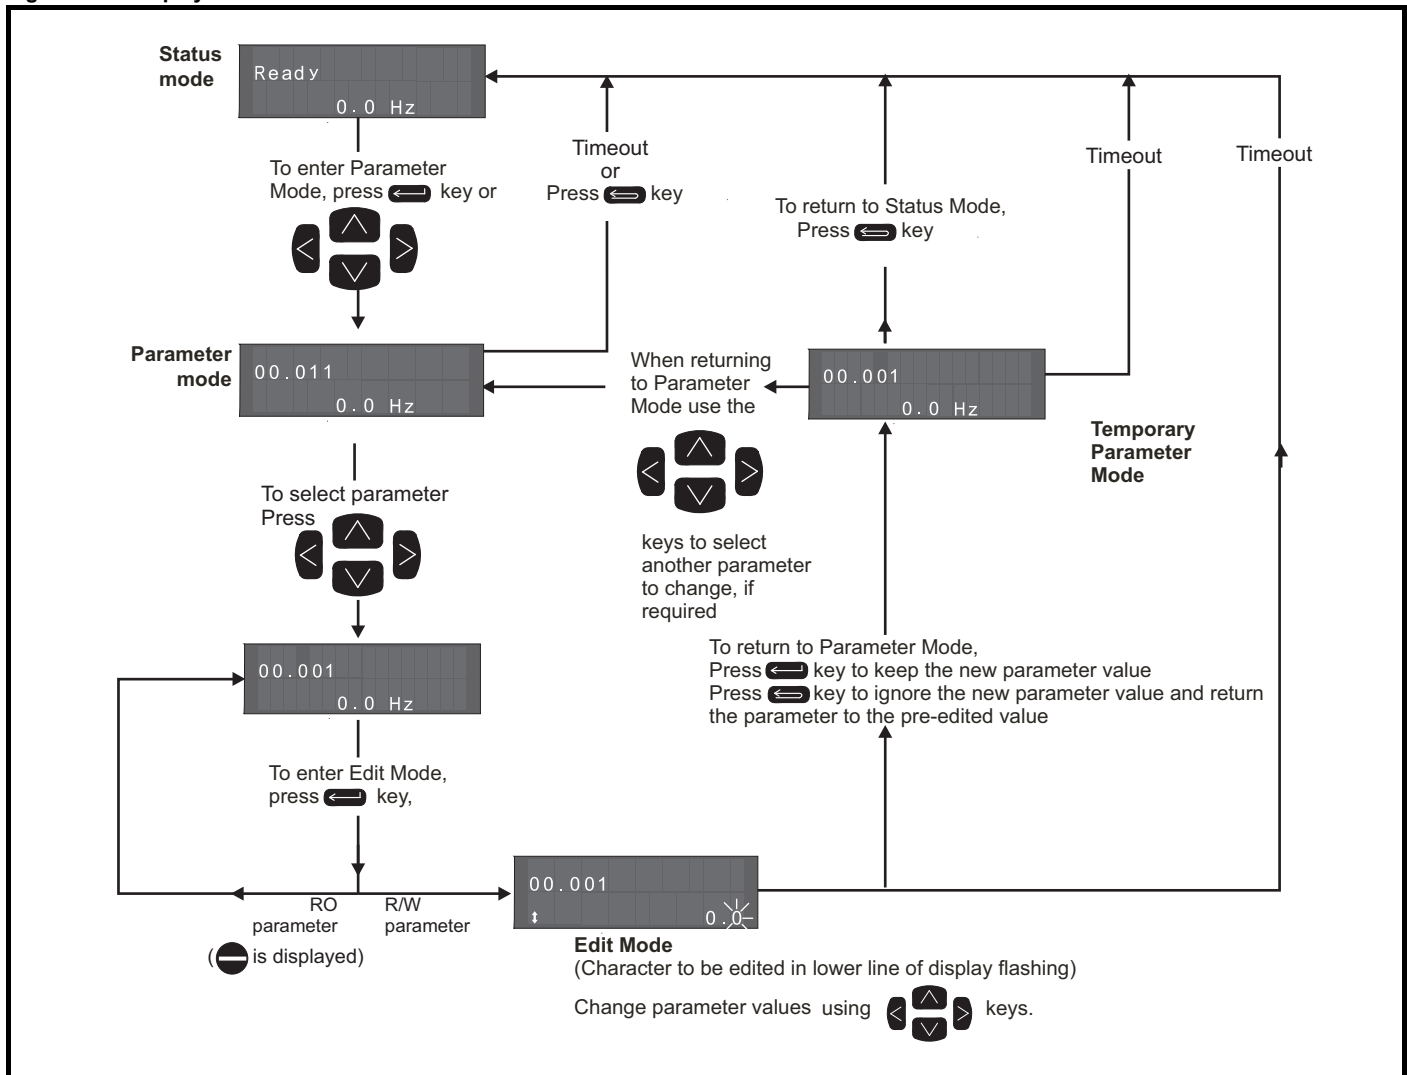 Status
mode
Ready
0.0 Hz
To enter Parameter
Mode, press key or
Timeout
or
Press key
To return to Status Mode,
Press key
Timeout
Timeout
Parameter
mode
00.011
0.0 Hz
When returning
to Parameter
Mode use the
keys to select
another parameter
to change, if
required
00.001
0.0 Hz
Temporary
Parameter
Mode
To select parameter
Press
00.001
0.0 Hz
To return to Parameter Mode,
Press key to keep the new parameter value
Press key to ignore the new parameter value and return
the parameter to the pre-edited value
To enter Edit Mode,
press key,
RO
parameter
( is displayed)
R/W
parameter
00.001
0.0
Edit Mode
(Character to be edited in lower line of display flashing)
Change parameter values using keys.